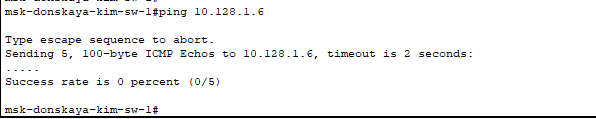 msk-donskaya-kim-sw-1#ping 10.128.1.6
Type escape sequence to abort.
Sending 5, 100-byte ICMP Echos to 10.128.1.6, timeout is 2 seconds:
.....
Success rate is 0 percent (0/5)
msk-donskaya-kim-sw-1#